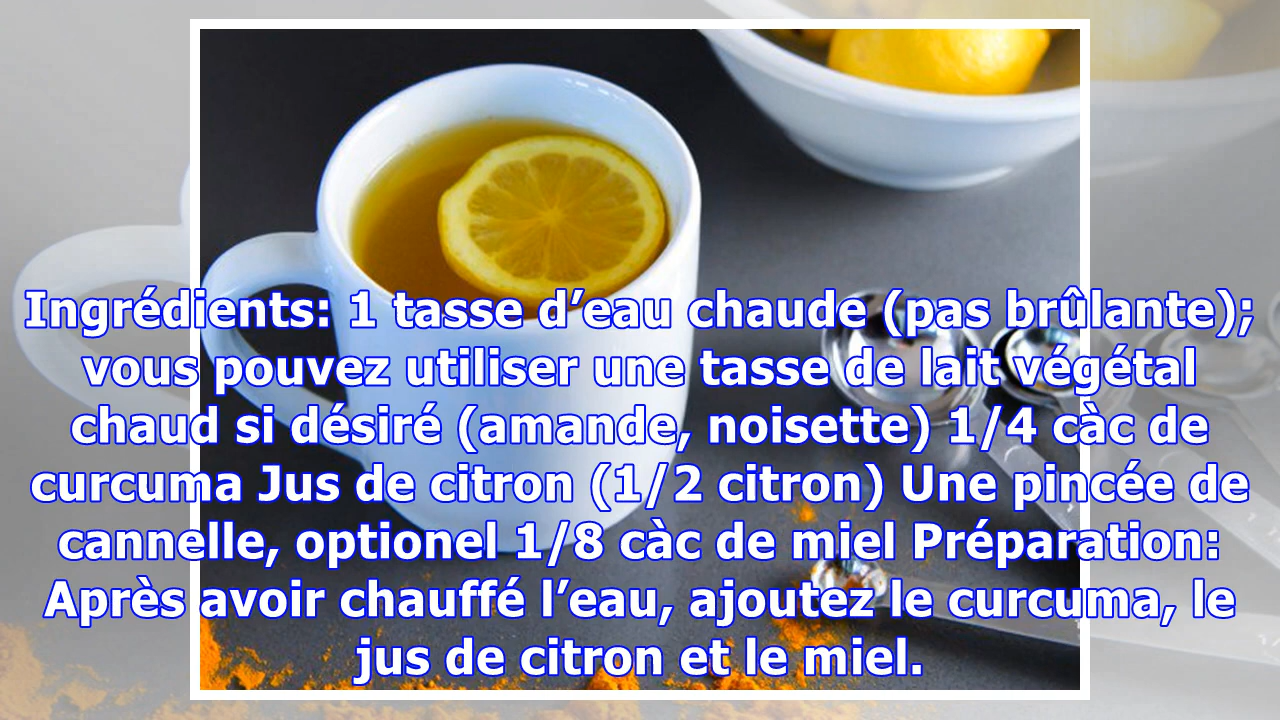 Ingrédients: 1 tasse d’eau chaude (pas brûlante);
vous pouvez utiliser une tasse de lait végétal
chaud si désiré (amande, noisette) 1/4 càc de
curcuma Jus de citron (1/2 citron) Une pincée de
cannelle, optionel 1/8 càc de miel Préparation:
Après avoir chauffé l’eau, ajoutez le curcuma, le
jus de citron et le miel.